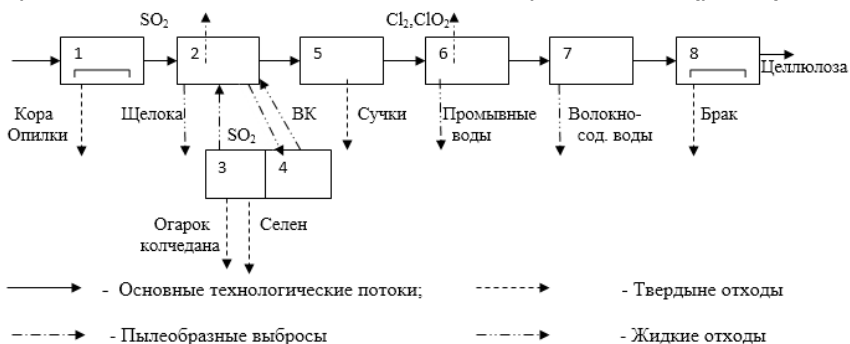 SO₂
Cl₂,ClO₂
1
2
5
6
7
8
Целлюлоза
Кора
Опилки
Щелока
SO₂
ВК
Сучки
Промывные
воды
Волокно-
сод. воды
Брак
3
4
Огарок
колчедана
Селен
- Основные технологические потоки;
- Твердыне отходы
- Пылеобразные выбросы
- Жидкие отходы